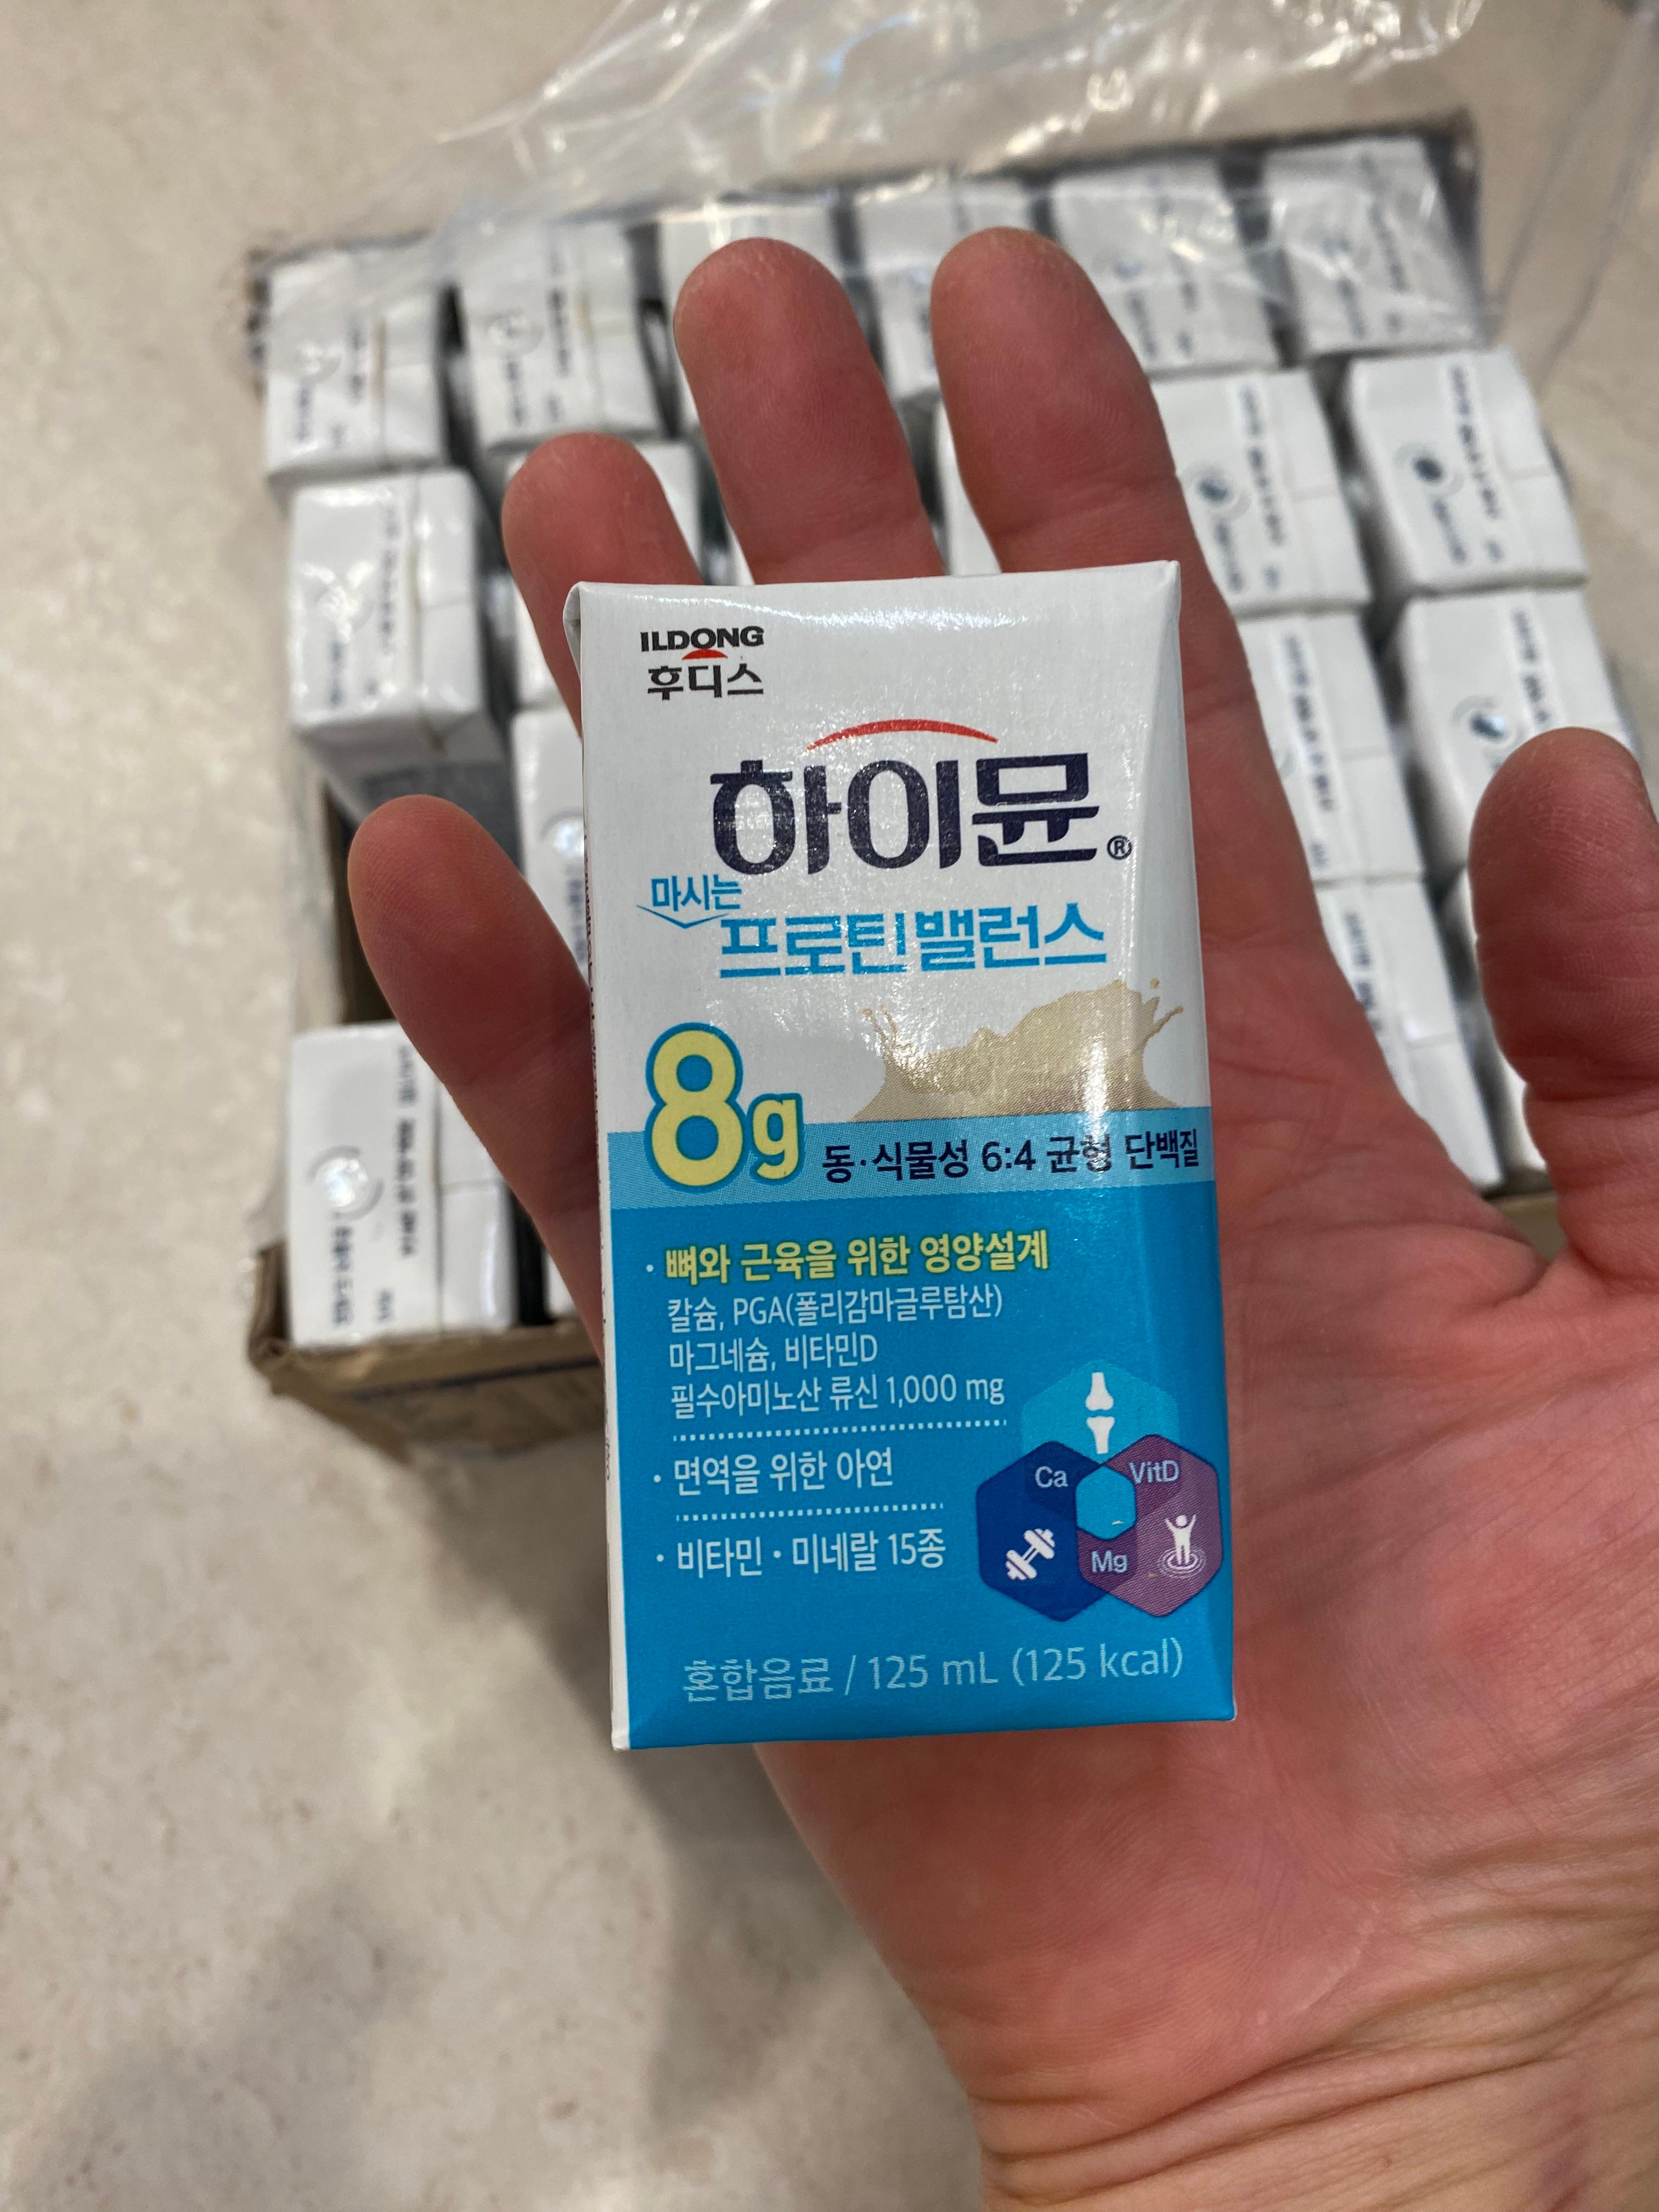 ILDONG
후디스
하이뮨®
마시는
프로틴밸런스
8g 동·식물성 6:4 균형 단백질
· 뼈와 근육을 위한 영양설계
칼슘, PGA(폴리감마글루탐산)
마그네슘, 비타민D
필수아미노산 류신 1,000 mg
· 면역을 위한 아연
· 비타민 · 미네랄 15종
Ca
VitD
Mg
혼합음료 / 125 mL (125 kcal)